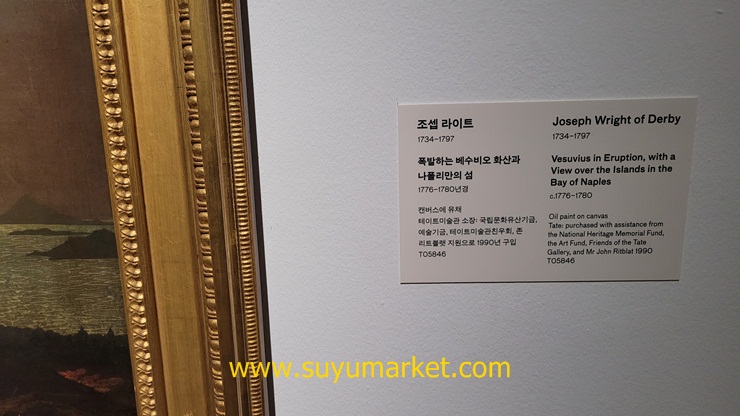 조셉 라이트
1734–1797
폭발하는 베수비오 화산과
나폴리만의 섬
1776–1780년경
캔버스에 유채
테이트미술관 소장: 국립문화유산기금,
예술기금, 테이트미술관친우회, 존
리트블랫 지원으로 1990년 구입
T05846
Joseph Wright of Derby
1734–1797
Vesuvius in Eruption, with a
View over the Islands in the
Bay of Naples
c.1776–1780
Oil paint on canvas
Tate: purchased with assistance from
the National Heritage Memorial Fund,
the Art Fund, Friends of the Tate
Gallery, and Mr John Ritblat 1990
T05846
www.suyumarket.com